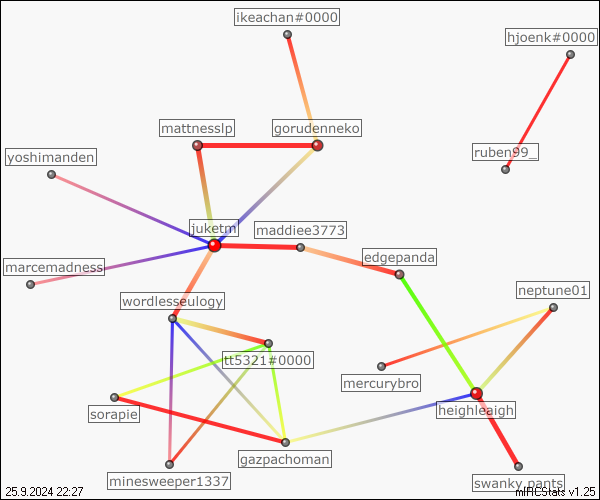 ikeachan#0000
hjoenk#0000
mattnesslp
gorudenneko
yoshimanden
ruben99_
juketm
maddiee3773
edgepanda
marcemadness
neptune01
wordlesseulogy
tt5321#0000
mercurybro
sorapie
heighleaigh
gazpachoman
minesweeper1337
swanky.pants
25.9.2024 22:27
mIRCStats v1.25